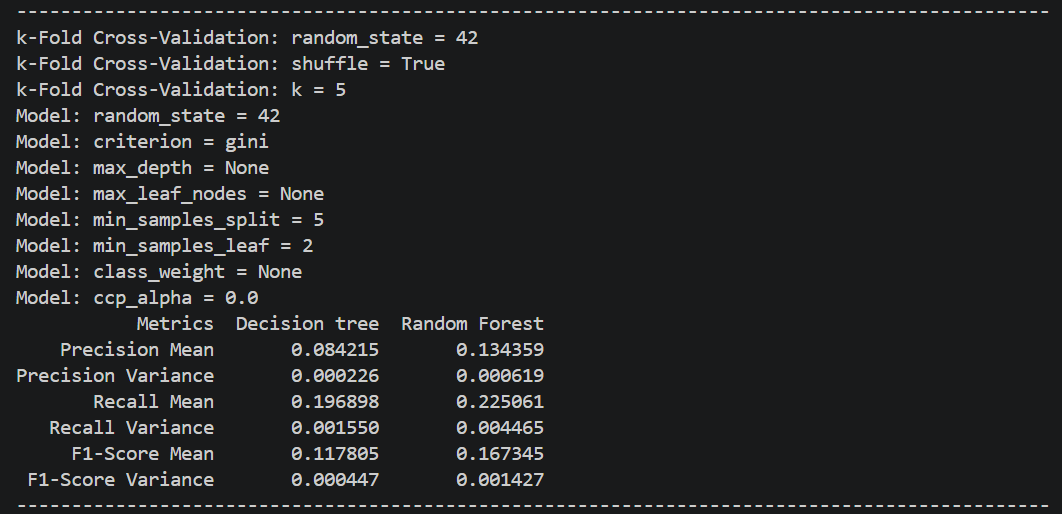 ----------------------------------------------------------------------------------------------
k-Fold Cross-Validation: random_state = 42
k-Fold Cross-Validation: shuffle = True
k-Fold Cross-Validation: k = 5
Model: random_state = 42
Model: criterion = gini
Model: max_depth = None
Model: max_leaf_nodes = None
Model: min_samples_split = 5
Model: min_samples_leaf = 2
Model: class_weight = None
Model: ccp_alpha = 0.0
           Metrics  Decision tree  Random Forest
    Precision Mean       0.084215       0.134359
Precision Variance       0.000226       0.000619
       Recall Mean       0.196898       0.225061
   Recall Variance       0.001550       0.004465
     F1-Score Mean       0.117805       0.167345
 F1-Score Variance       0.000447       0.001427
----------------------------------------------------------------------------------------------